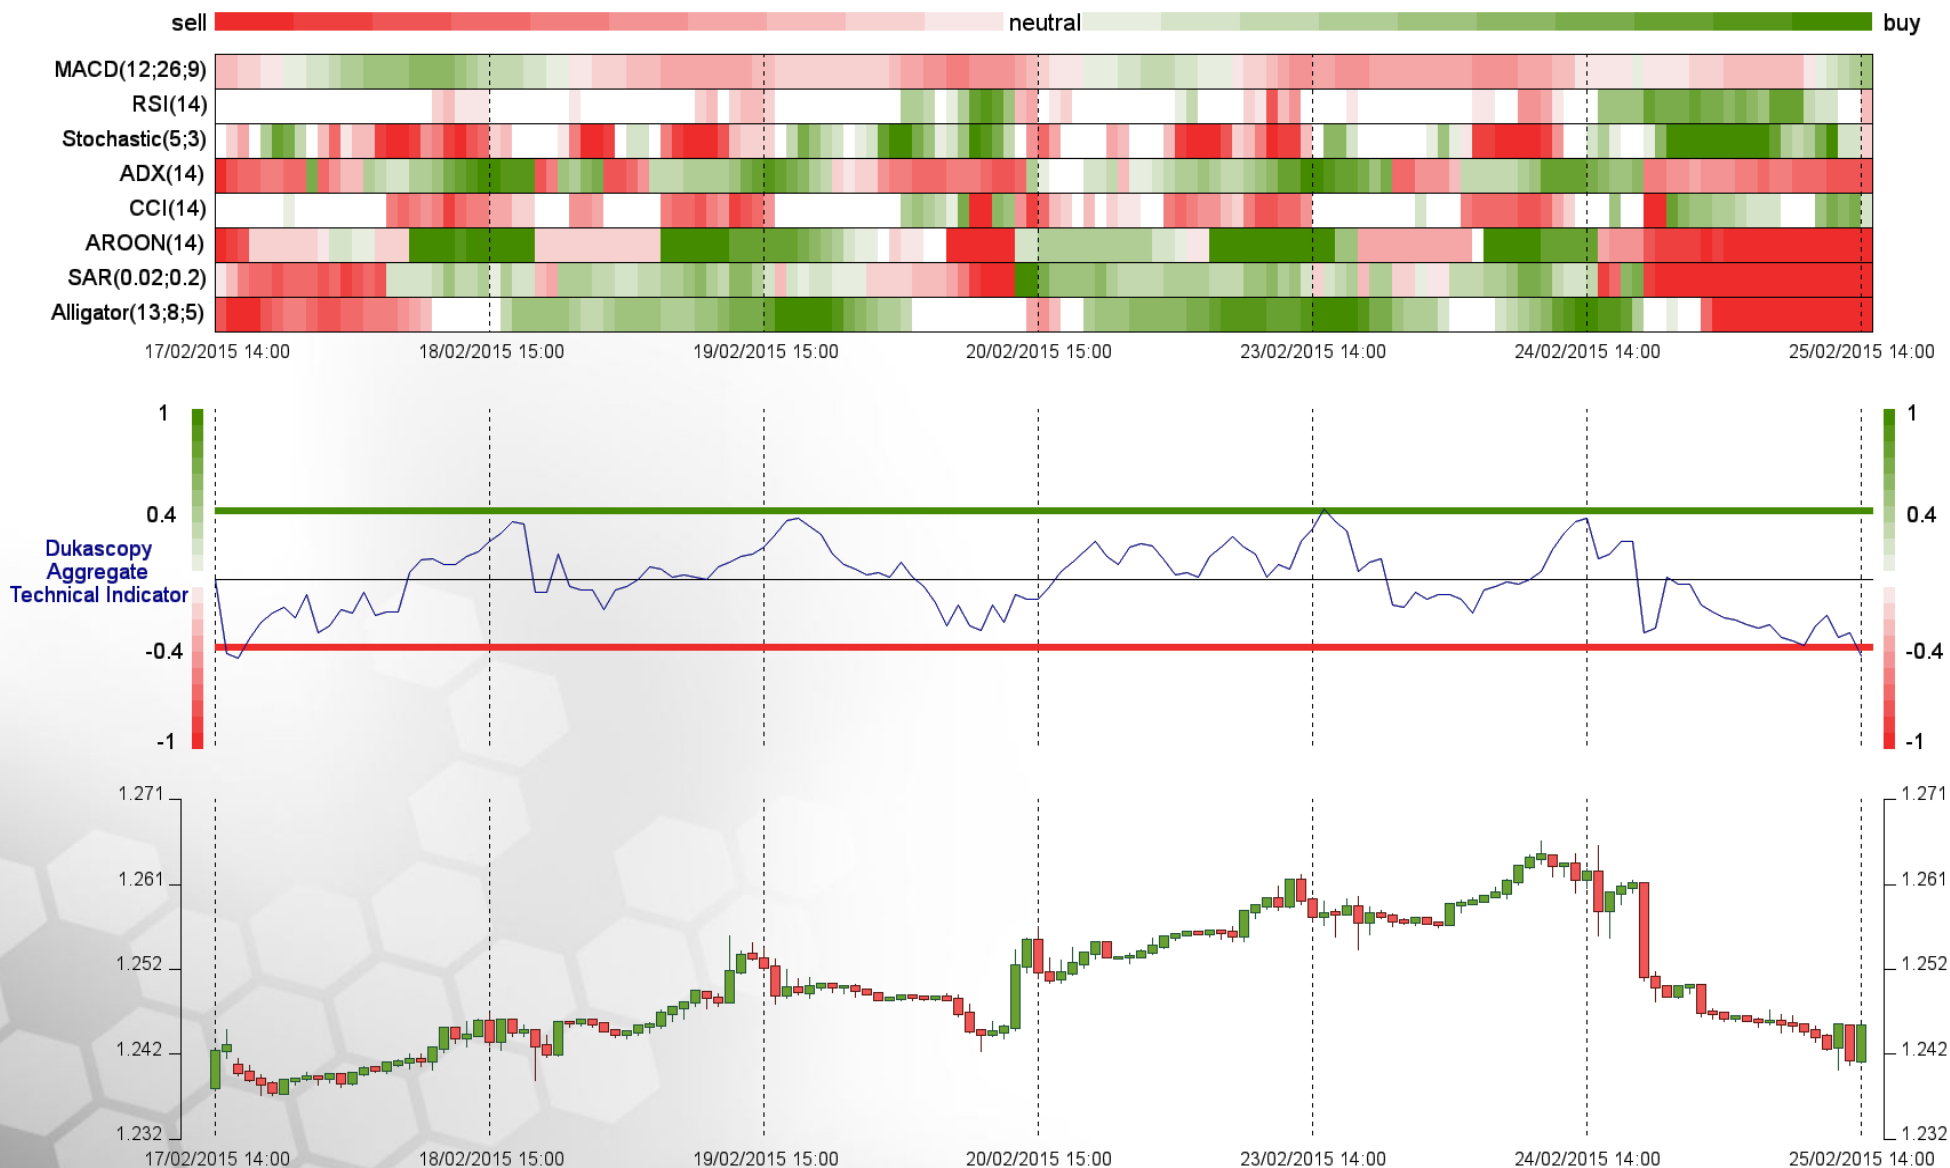 sell neutral buy
MACD(12;26;9)
RSI(14)
Stochastic(5;3)
ADX(14)
CCI(14)
AROON(14)
SAR(0.02;0.2)
Alligator(13;8;5)
17/02/2015 14:00 18/02/2015 15:00 19/02/2015 15:00 20/02/2015 15:00 23/02/2015 14:00 24/02/2015 14:00 25/02/2015 14:00
1 1
0.4 0.4
Dukascopy
Aggregate
Technical Indicator
-0.4 -0.4
-1 -1
1.271 1.271
1.261 1.261
1.252 1.252
1.242 1.242
1.232 1.232
17/02/2015 14:00 18/02/2015 15:00 19/02/2015 15:00 20/02/2015 15:00 23/02/2015 14:00 24/02/2015 14:00 25/02/2015 14:00